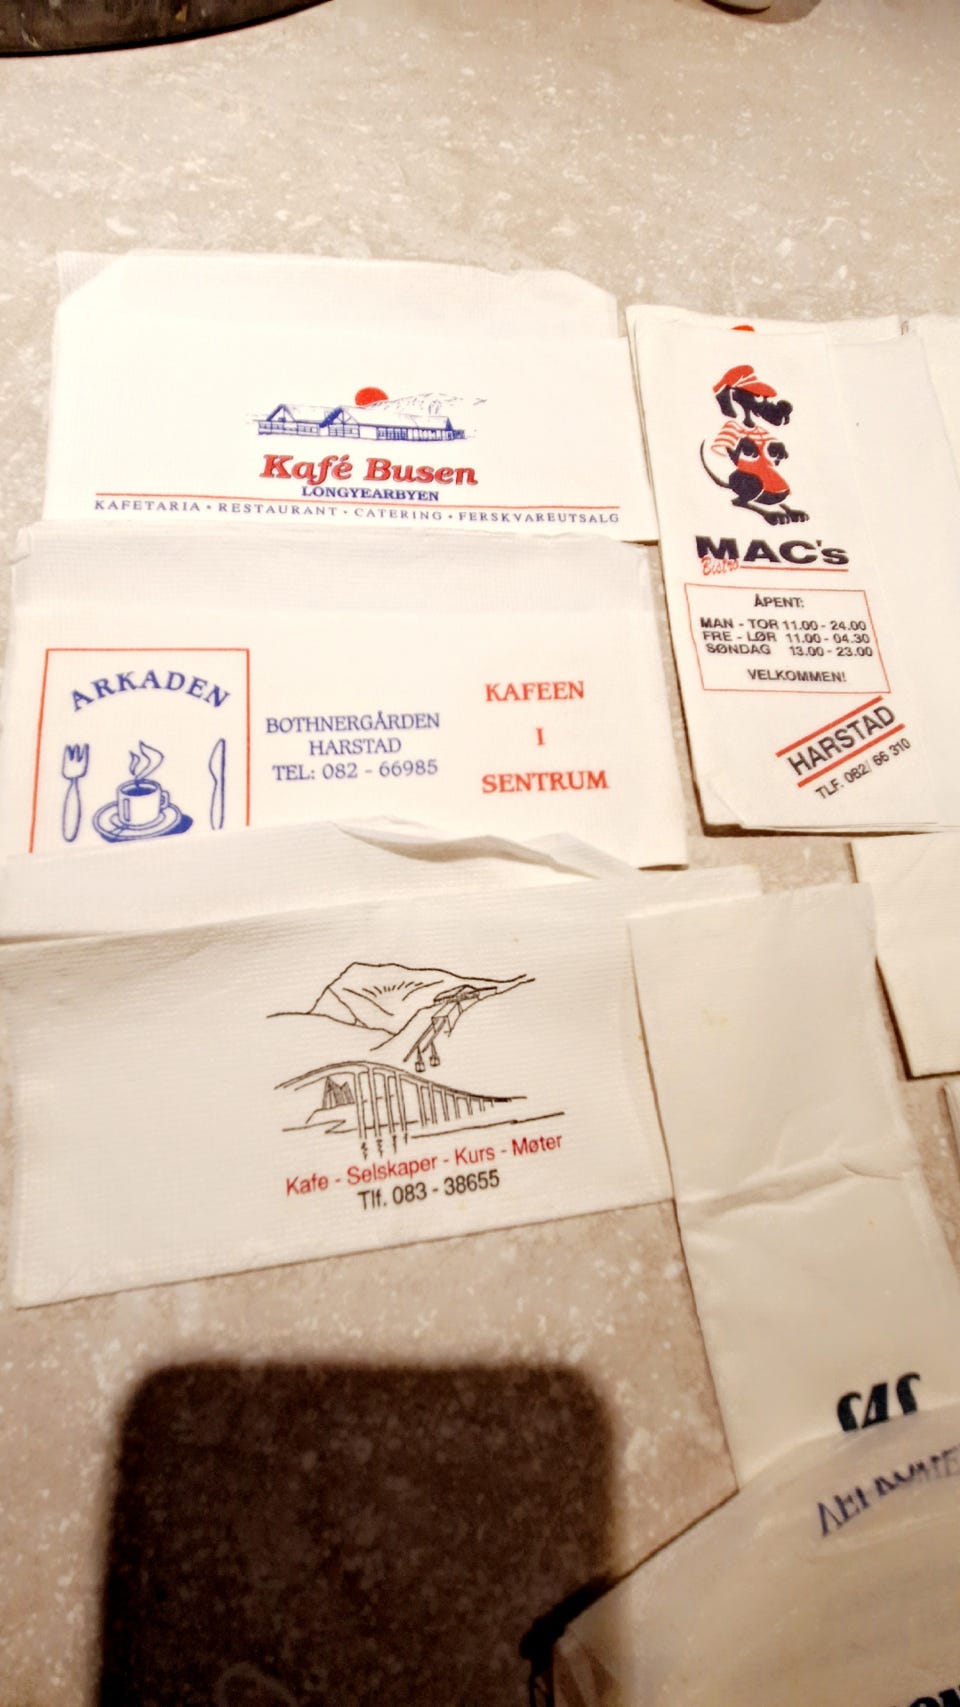 Kafé Busen
LONGYEARBYEN
KAFETARIA • RESTAURANT • CATERING • FERSKVAREUTSALG
MAC's
Bistro
ÅPENT:
MAN - TOR 11.00 - 24.00
FRE - LØR 11.00 - 04.30
SØNDAG 13.00 - 23.00
VELKOMMEN!
HARSTAD
TLF. 082/ 66 310
ARKADEN
BOTHNERGÅRDEN
HARSTAD
TEL: 082 - 66985
KAFEEN
I
SENTRUM
Kafe - Selskaper - Kurs - Møter
Tlf. 083 - 38655
SAS